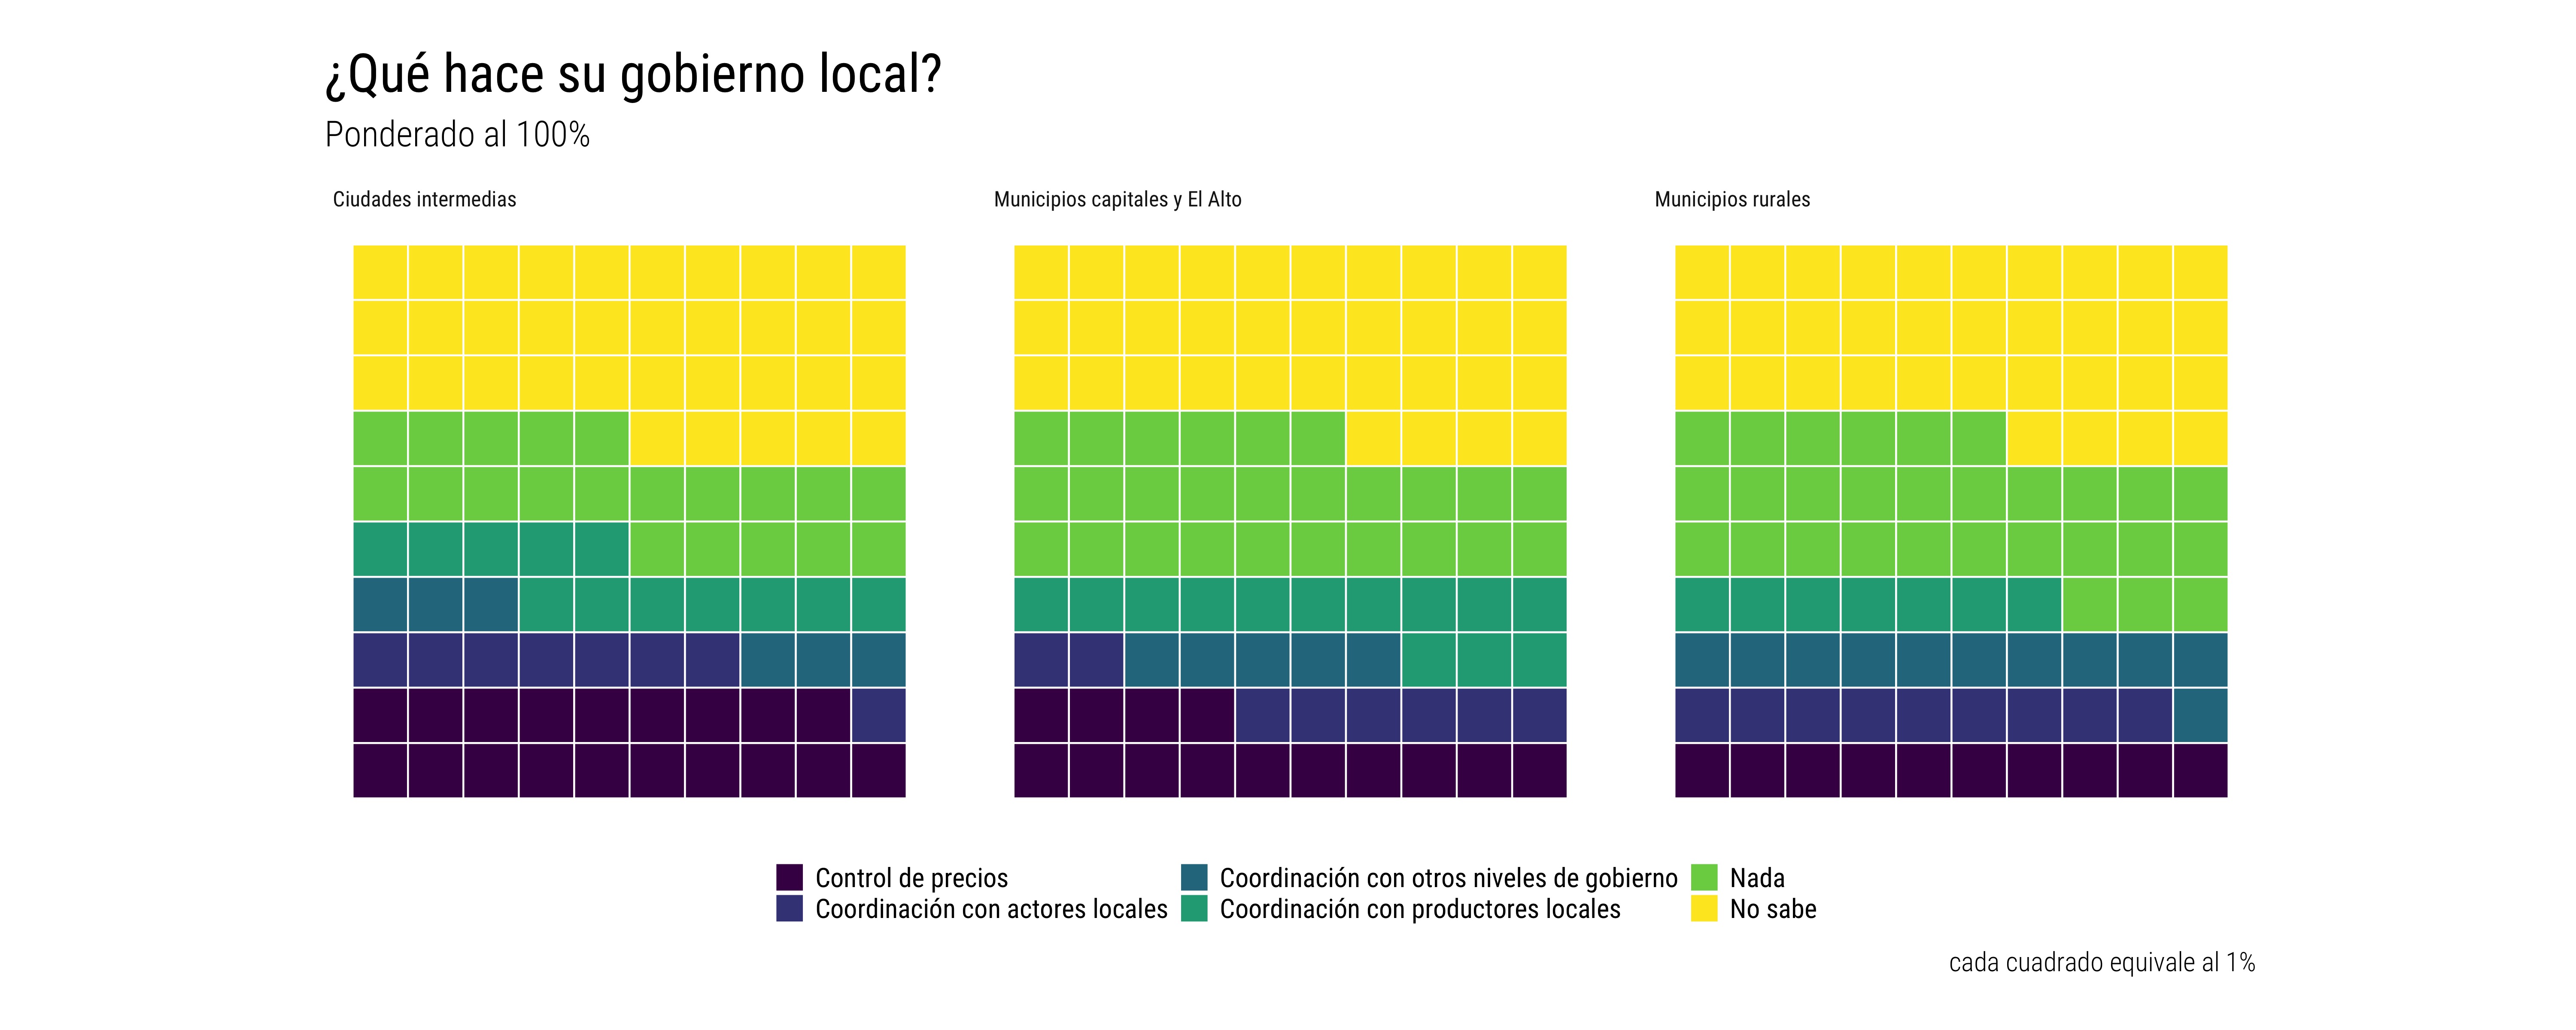 ¿Qué hace su gobierno local?
Ponderado al 100%
Ciudades intermedias
Municipios capitales y El Alto
Municipios rurales
Control de precios
Coordinación con otros niveles de gobierno
Nada
Coordinación con actores locales
Coordinación con productores locales
No sabe
cada cuadrado equivale al 1%